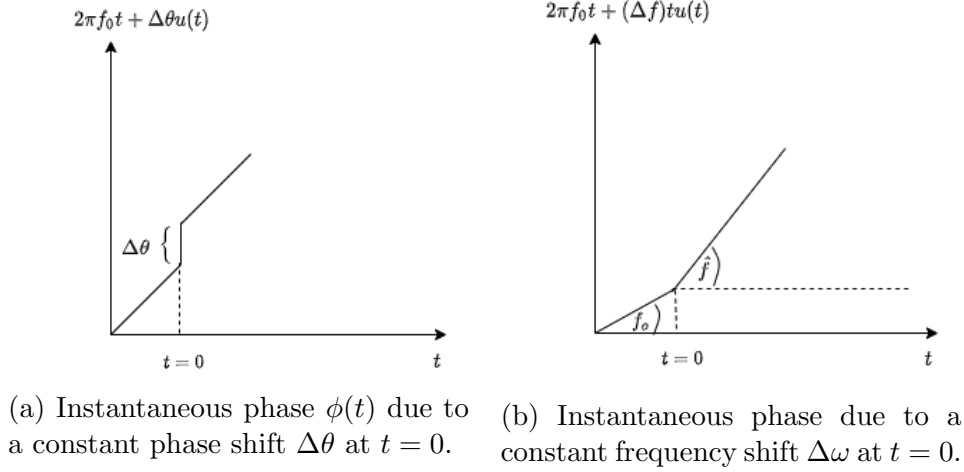 2πf₀t + Δθu(t)
Δθ {
t = 0
t
(a) Instantaneous phase ϕ(t) due to
a constant phase shift Δθ at t = 0.
2πf₀t + (Δf)tu(t)
f̂
fₒ
t = 0
t
(b) Instantaneous phase due to a
constant frequency shift Δω at t = 0.